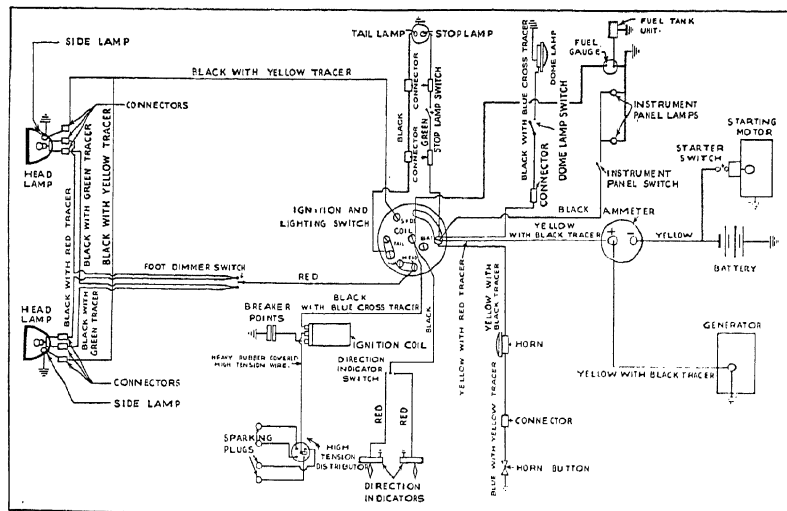 SIDE LAMP
CONNECTORS
HEAD LAMP
BLACK WITH YELLOW TRACER
BLACK WITH RED TRACER
BLACK WITH GREEN TRACER
BLACK WITH YELLOW TRACER
TAIL LAMP
STOP LAMP
BLACK
CONNECTOR
CONNECTOR
GREEN
STOP LAMP SWITCH
BLACK WITH BLUE CROSS TRACER
DOME LAMP
DOME LAMP SWITCH
CONNECTOR
FUEL TANK UNIT.
FUEL GAUGE
INSTRUMENT PANEL LAMPS
INSTRUMENT PANEL SWITCH
STARTING MOTOR
STARTER SWITCH
IGNITION AND LIGHTING SWITCH
SIDE
COIL
BAT
TAIL
HEAD
BLACK
YELLOW WITH BLACK TRACER
AMMETER
+
-
YELLOW
BATTERY
FOOT DIMMER SWITCH
RED
BLACK WITH BLUE CROSS TRACER
BLACK
BREAKER POINTS
IGNITION COIL
HEAVY RUBBER COVERED HIGH TENSION WIRE.
DIRECTION INDICATOR SWITCH
YELLOW WITH RED TRACER
YELLOW WITH BLACK TRACER
HORN
GENERATOR
YELLOW WITH BLACK TRACER
HEAD LAMP
BLACK WITH GREEN TRACER
CONNECTORS
SIDE LAMP
SPARKING PLUGS
HIGH TENSION DISTRIBUTOR
RED
RED
DIRECTION INDICATORS
BLUE WITH YELLOW TRACER
CONNECTOR
HORN BUTTON